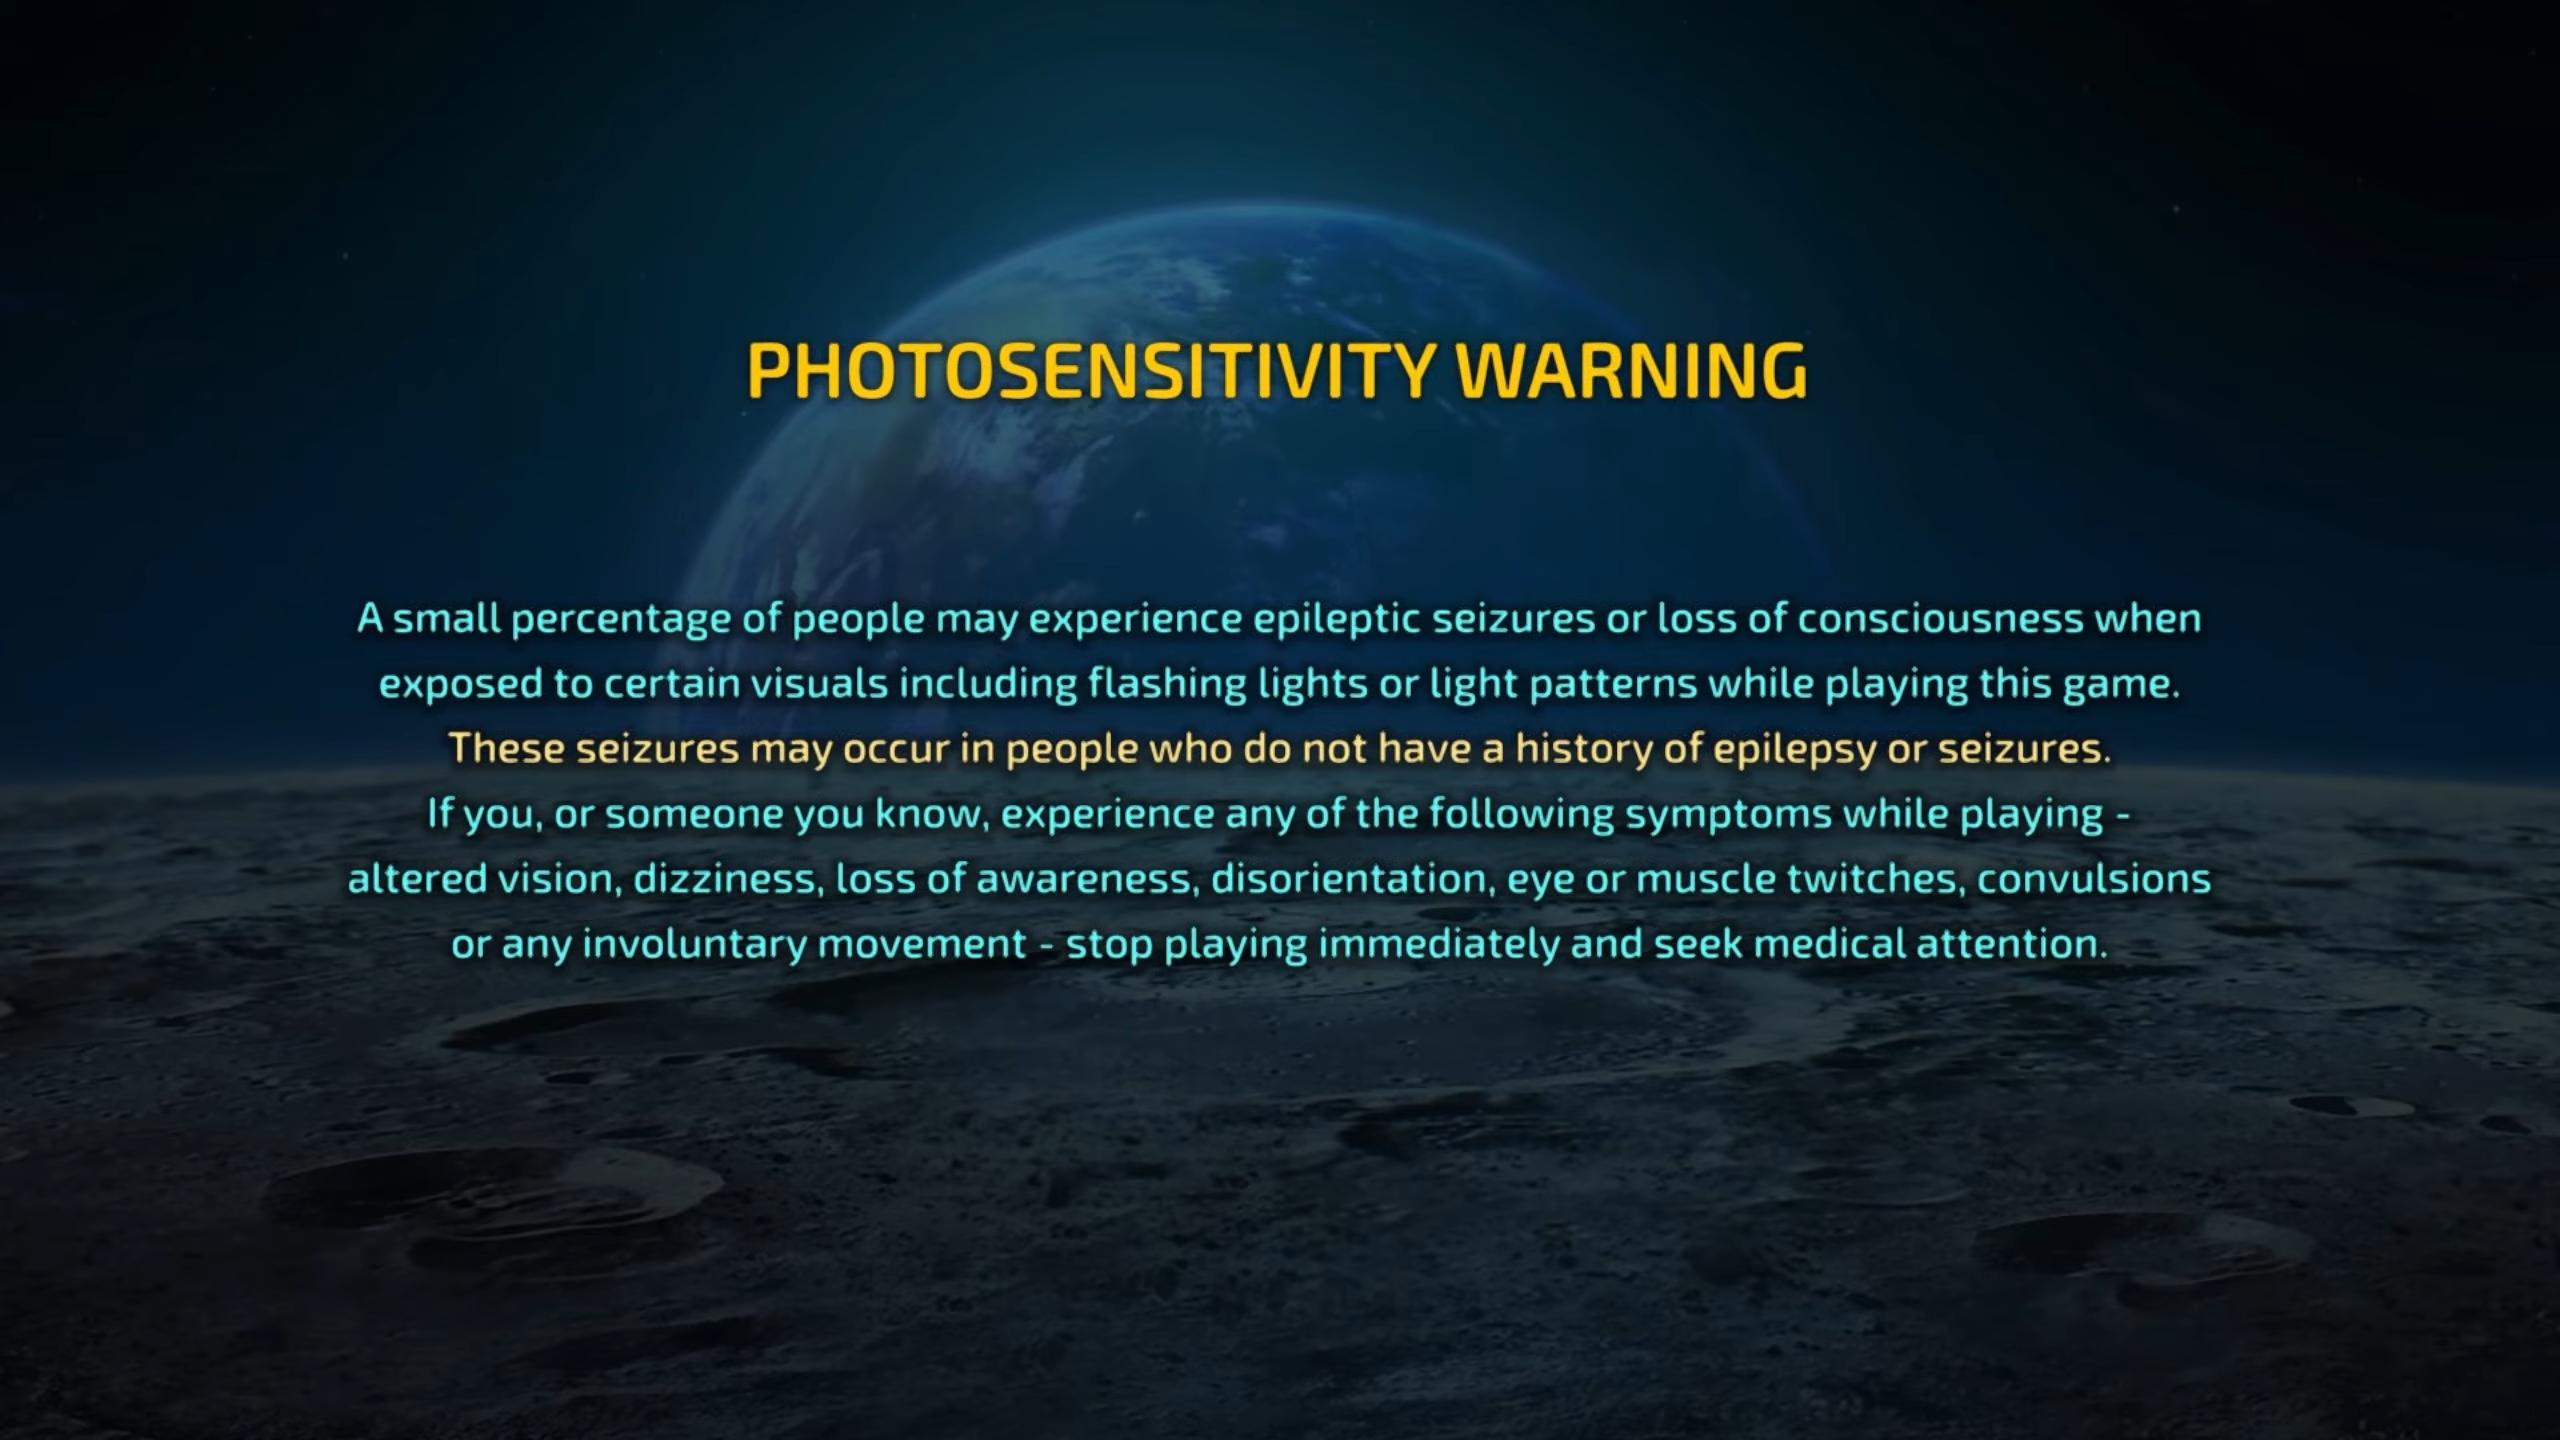 PHOTOSENSITIVITY WARNING
A small percentage of people may experience epileptic seizures or loss of consciousness when
exposed to certain visuals including flashing lights or light patterns while playing this game.
These seizures may occur in people who do not have a history of epilepsy or seizures.
If you, or someone you know, experience any of the following symptoms while playing -
altered vision, dizziness, loss of awareness, disorientation, eye or muscle twitches, convulsions
or any involuntary movement - stop playing immediately and seek medical attention.